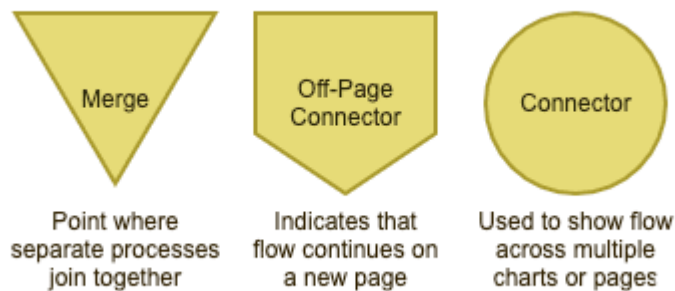 Merge
Off-Page
Connector
Connector
Point where
separate processes
join together
Indicates that
flow continues on
a new page
Used to show flow
across multiple
charts or pages